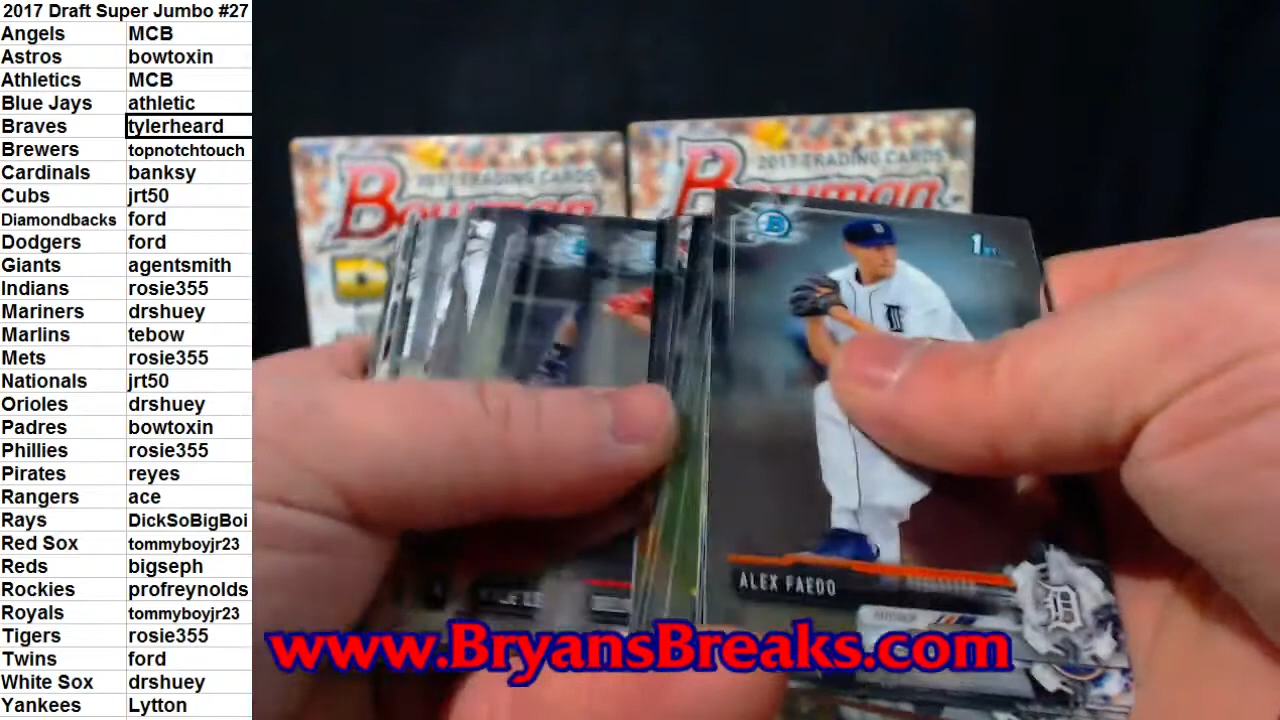 2017 Draft Super Jumbo #27
Angels MCB
Astros bowtoxin
Athletics MCB
Blue Jays athletic
Braves tylerheard
Brewers topnotchtouch
Cardinals banksy
Cubs jrt50
Diamondbacks ford
Dodgers ford
Giants agentsmith
Indians rosie355
Mariners drshuey
Marlins tebow
Mets rosie355
Nationals jrt50
Orioles drshuey
Padres bowtoxin
Phillies rosie355
Pirates reyes
Rangers ace
Rays DickSoBigBoi
Red Sox tommyboyjr23
Reds bigseph
Rockies profreynolds
Royals tommyboyjr23
Tigers rosie355
Twins ford
White Sox drshuey
Yankees Lytton
2017 TRADING CARDS
Bowman
2017 TRADING CARDS
Bowman
B
1st
D
ALEX FAEDO
D
www.BryansBreaks.com